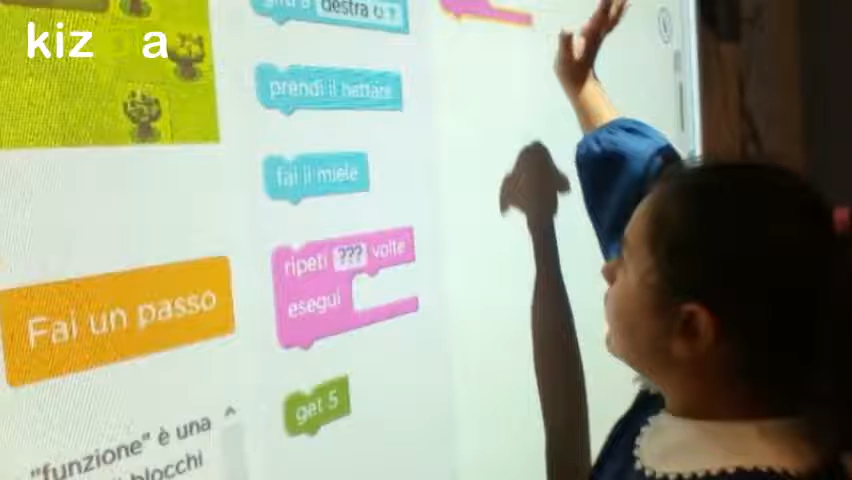 kiz a
destra
prendi il nettare
fai il miele
ripeti ??? volte
esegui
Fai un passo
get 5
"funzione" è una
blocchi